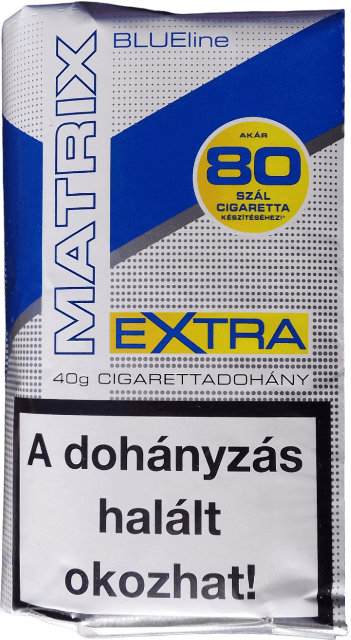 MATRIX
BLUEline
AKÁR
80
SZÁL
CIGARETTA
KÉSZÍTÉSÉHEZ!*
EXTRA
40g CIGARETTADOHÁNY
A dohányzás
halált
okozhat!